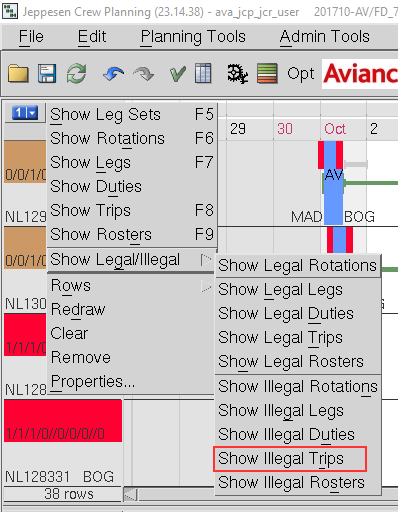 Jeppesen Crew Planning (23.14.38) - ava_jcp_jcr_user 201710-AV/FD_7
File Edit Planning Tools Admin Tools
Opt Avianc
1
29 30 Oct 2
Show Leg Sets F5
Show Rotations F6
Show Legs F7
Show Duties
Show Trips F8
Show Rosters F9
Show Legal/Illegal
Rows
Redraw
Clear
Remove
Properties...
Show Legal Rotations
Show Legal Legs
Show Legal Duties
Show Legal Trips
Show Legal Rosters
Show Illegal Rotations
Show Illegal Legs
Show Illegal Duties
Show Illegal Trips
Show Illegal Rosters
0/0/1/0
AV
NL129
MAD BOG
0/0/1/0
NL130
1/1/1/0
NL128
1/1/1/0//0/0/0//0
NL128331 BOG
38 rows